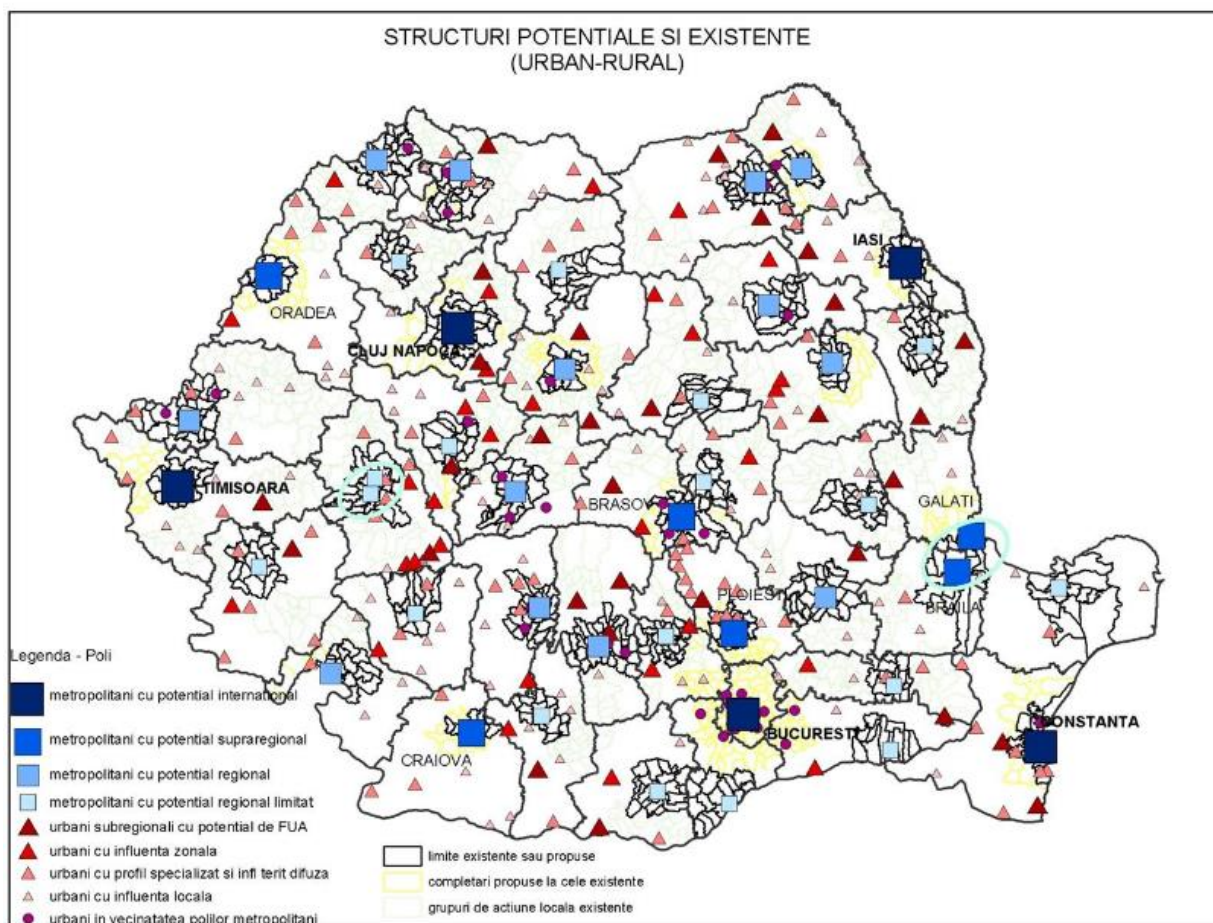 STRUCTURI POTENTIALE SI EXISTENTE
(URBAN-RURAL)
IASI
ORADEA
CLUJ NAPOCA
TIMISOARA
BRASOV
GALATI
PLOIESTI
BRAILA
CONSTANTA
BUCURESTI
CRAIOVA
Legenda - Poli
metropolitani cu potential international
metropolitani cu potential supraregional
metropolitani cu potential regional
metropolitani cu potential regional limitat
urbani subregionali cu potential de FUA
urbani cu influenta zonala
urbani cu profil specializat si infl terit difuza
urbani cu influenta locala
urbani in vecinatatea polilor metropolitani
limite existente sau propuse
completari propuse la cele existente
grupuri de actiune locala existente